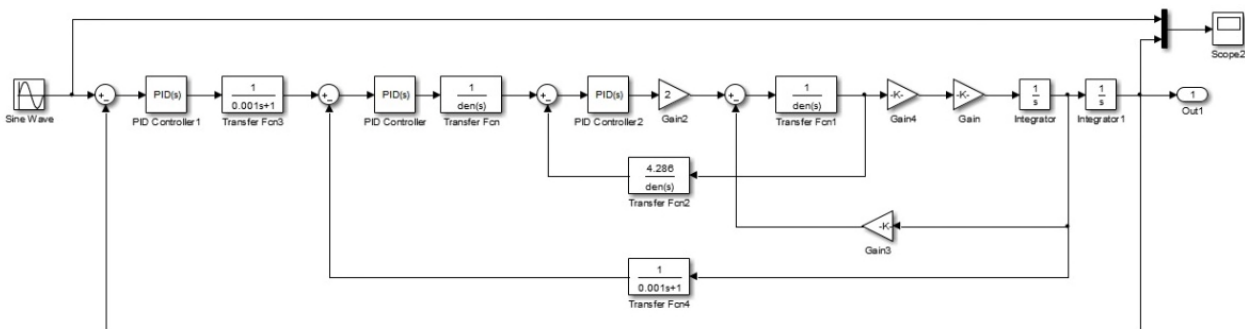 Scope2
Sine Wave
+
−
PID(s)
PID Controller1
1
0.001s+1
Transfer Fcn3
+
−
PID(s)
PID Controller
1
den(s)
Transfer Fcn
+
−
PID(s)
PID Controller2
2
Gain2
+
−
1
den(s)
Transfer Fcn1
-K-
Gain4
-K-
Gain
1
s
Integrator
1
s
Integrator1
1
Out1
4.286
den(s)
Transfer Fcn2
-K-
Gain3
1
0.001s+1
Transfer Fcn4